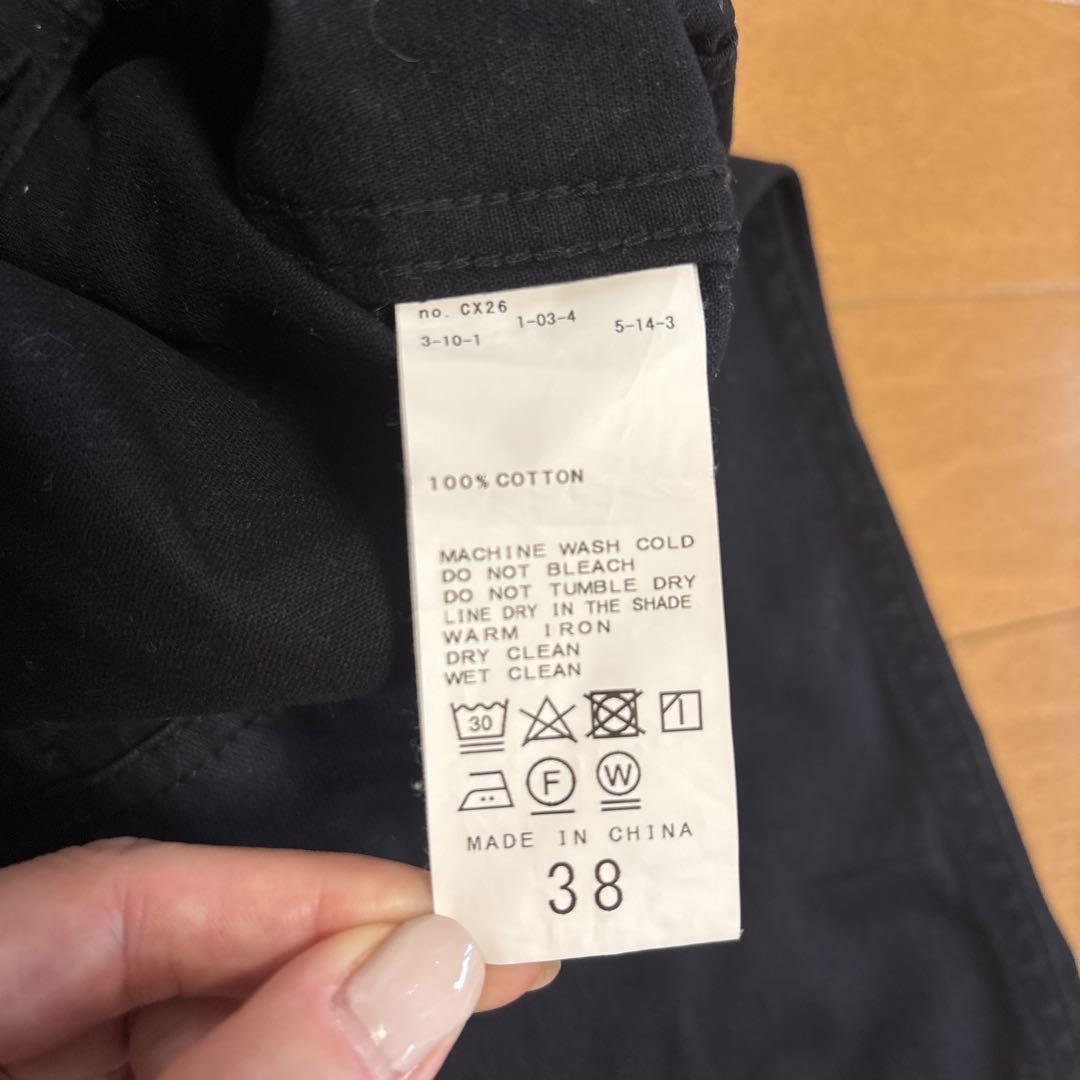 no. CX26
3-10-1 1-03-4 5-14-3
100% COTTON
MACHINE WASH COLD
DO NOT BLEACH
DO NOT TUMBLE DRY
LINE DRY IN THE SHADE
WARM IRON
DRY CLEAN
WET CLEAN
30
F W
MADE IN CHINA
38